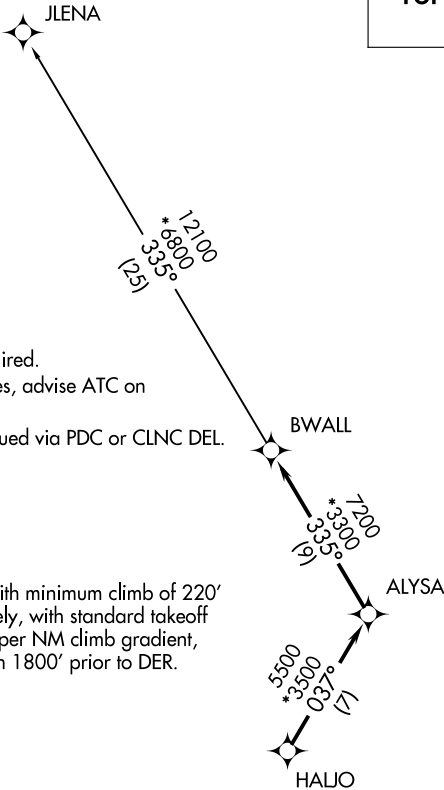 JLENA
12100
*6800
335°
(25)
ired.
es, advise ATC on
ued via PDC or CLNC DEL.
BWALL
7200
*3300
335°
(9)
ith minimum climb of 220'
ely, with standard takeoff
per NM climb gradient,
n 1800' prior to DER.
ALYSA
5500
*3500
037°
(7)
HALJO